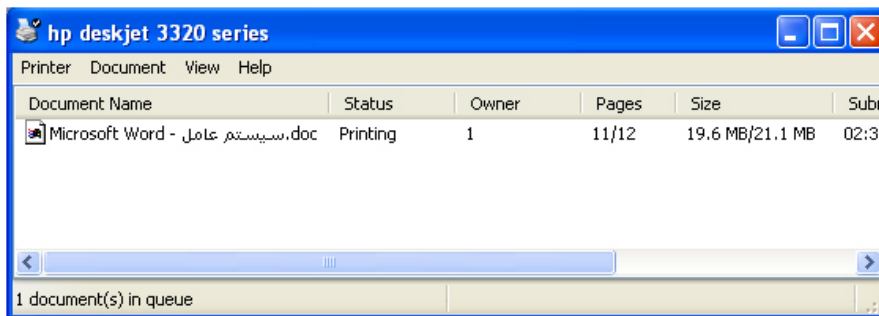 hp deskjet 3320 series
Printer Document View Help
Document Name Status Owner Pages Size
Microsoft Word - سیستم عامل.doc Printing 1 11/12 19.6 MB/21.1 MB 02:3
1 document(s) in queue